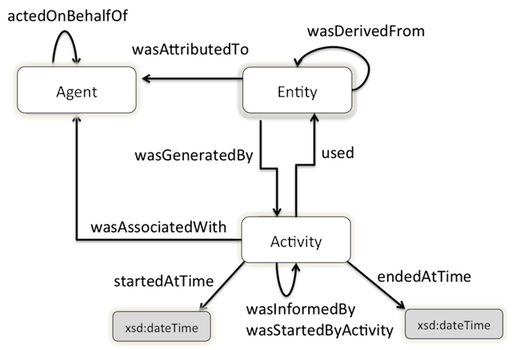 actedOnBehalfOf
wasDerivedFrom
wasAttributedTo
Agent
Entity
wasGeneratedBy
used
wasAssociatedWith
Activity
startedAtTime
endedAtTime
wasInformedBy
wasStartedByActivity
xsd:dateTime
xsd:dateTime